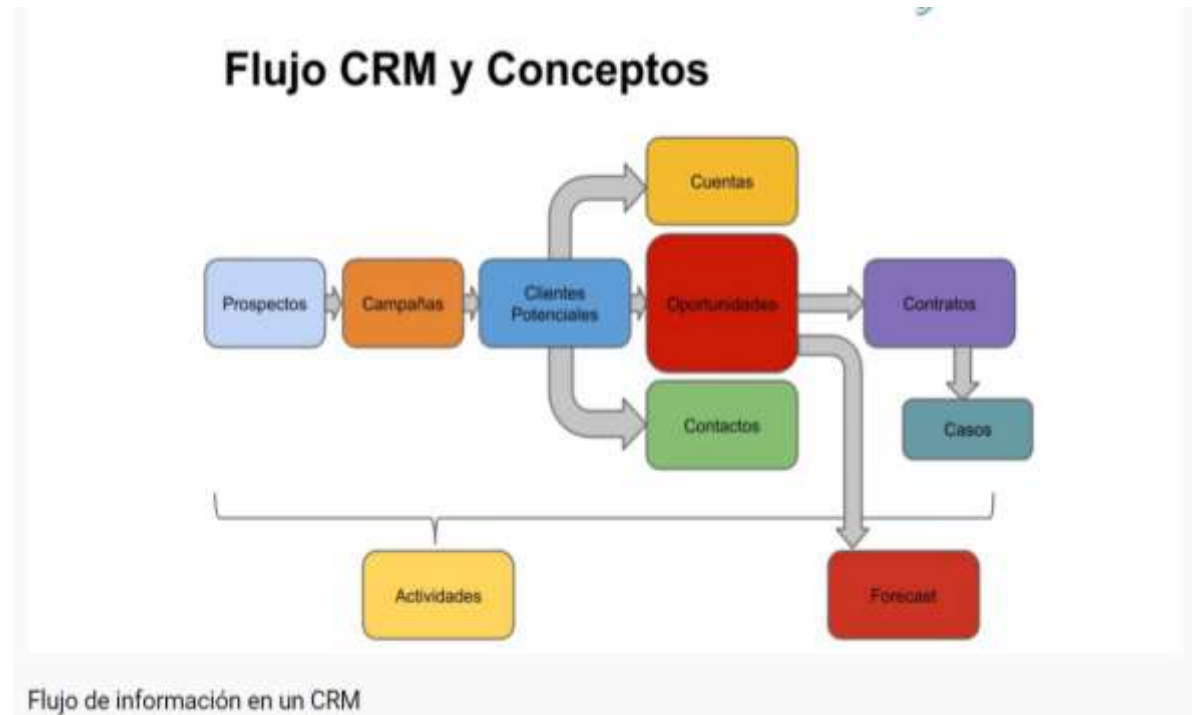 Flujo CRM y Conceptos
Cuentas
Prospectos
Campañas
Clientes
Potenciales
Oportunidades
Contratos
Contactos
Casos
Actividades
Forecast
Flujo de información en un CRM